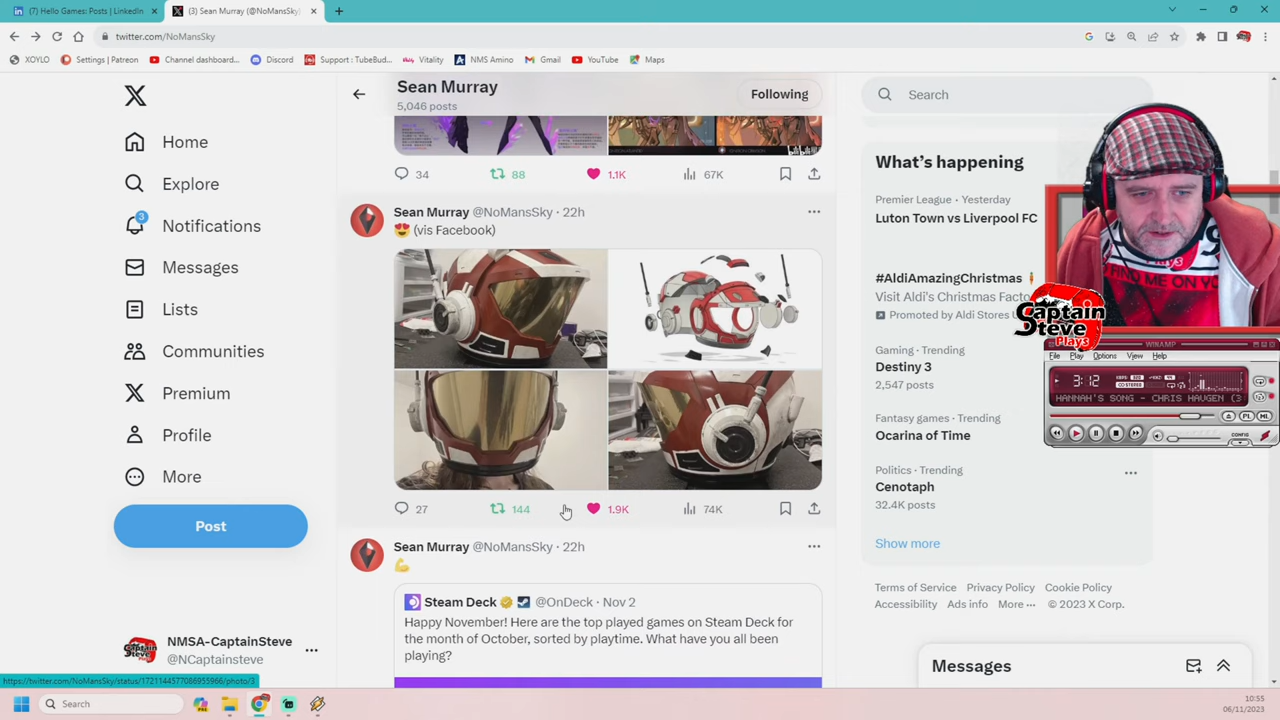 (7) Hello Games: Posts | LinkedIn
(3) Sean Murray (@NoMansSky)
twitter.com/NoMansSky
XOYLO
Settings | Patreon
Channel dashboard...
Discord
Support : TubeBud...
Vitality
NMS Amino
Gmail
YouTube
Maps
Home
Explore
Notifications
3
Messages
Lists
Communities
Premium
Profile
More
Post
NMSA-CaptainSteve
@NCaptainsteve
Sean Murray
5,046 posts
Following
34
88
1.1K
67K
Sean Murray @NoMansSky · 22h
😍 (vis Facebook)
27
144
1.9K
74K
Sean Murray @NoMansSky · 22h
💪
Steam Deck @OnDeck · Nov 2
Happy November! Here are the top played games on Steam Deck for
the month of October, sorted by playtime. What have you all been
playing?
Search
What's happening
Premier League · Yesterday
Luton Town vs Liverpool FC
#AldiAmazingChristmas
Visit Aldi's Christmas Facto
Promoted by Aldi Stores U
Gaming · Trending
Destiny 3
2,547 posts
Fantasy games · Trending
Ocarina of Time
Politics · Trending
Cenotaph
32.4K posts
Show more
Terms of Service Privacy Policy Cookie Policy
Accessibility Ads info More ··· © 2023 X Corp.
Messages
Captain
Steve
Plays
WINAMP
File Play Options View Help
3:12
HANNAH'S SONG - CHRIS HAUGEN (3
PL
ML
CONFIG
https://twitter.com/NoMansSky/status/1721144577086955966/photo/3
Search
10:55
06/11/2023